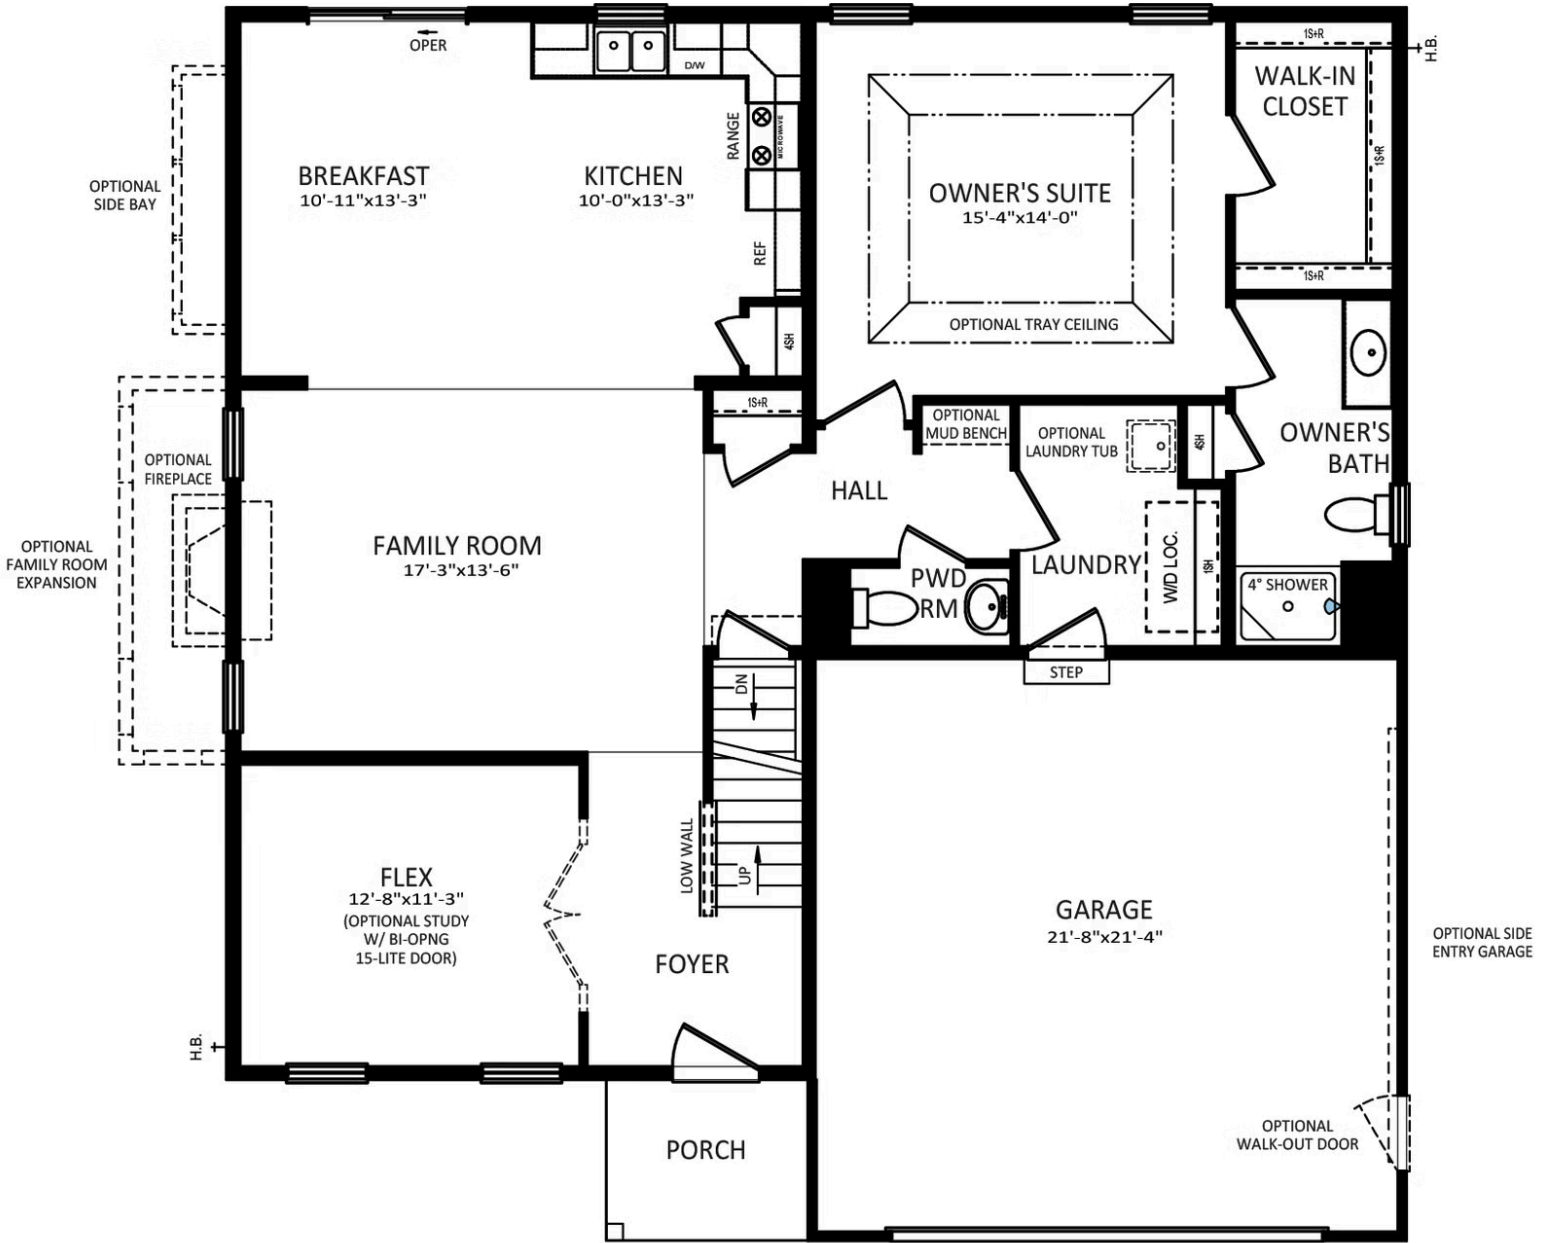 OPER
D/W
1S+R
H.B.
WALK-IN
CLOSET
RANGE
MICROWAVE
1S+R
OPTIONAL
SIDE BAY
BREAKFAST
10'-11"x13'-3"
KITCHEN
10'-0"x13'-3"
OWNER'S SUITE
15'-4"x14'-0"
REF
1S+R
OPTIONAL TRAY CEILING
4SH
1S+R
OPTIONAL
MUD BENCH
OPTIONAL
LAUNDRY TUB
4SH
OWNER'S
BATH
OPTIONAL
FIREPLACE
HALL
OPTIONAL
FAMILY ROOM
EXPANSION
FAMILY ROOM
17'-3"x13'-6"
PWD
RM
LAUNDRY
W/D LOC.
1SH
4° SHOWER
STEP
DN
LOW WALL
UP
FLEX
12'-8"x11'-3"
(OPTIONAL STUDY
W/ BI-OPNG
15-LITE DOOR)
FOYER
GARAGE
21'-8"x21'-4"
OPTIONAL SIDE
ENTRY GARAGE
H.B.
PORCH
OPTIONAL
WALK-OUT DOOR